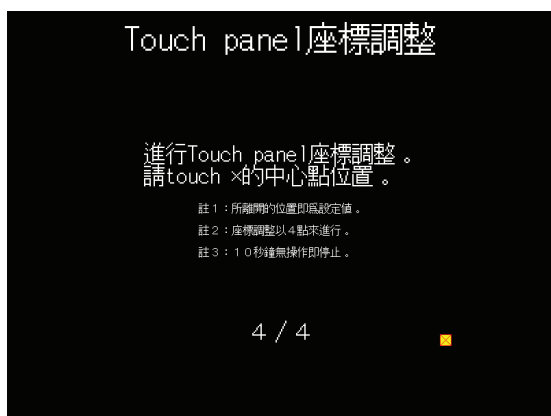 Touch panel座標調整
進行Touch panel座標調整。
請touch ×的中心點位置。
註1：所離開的位置即爲設定値。
註2：座標調整以4點來進行。
註3：10秒鐘無操作即停止。
4/4